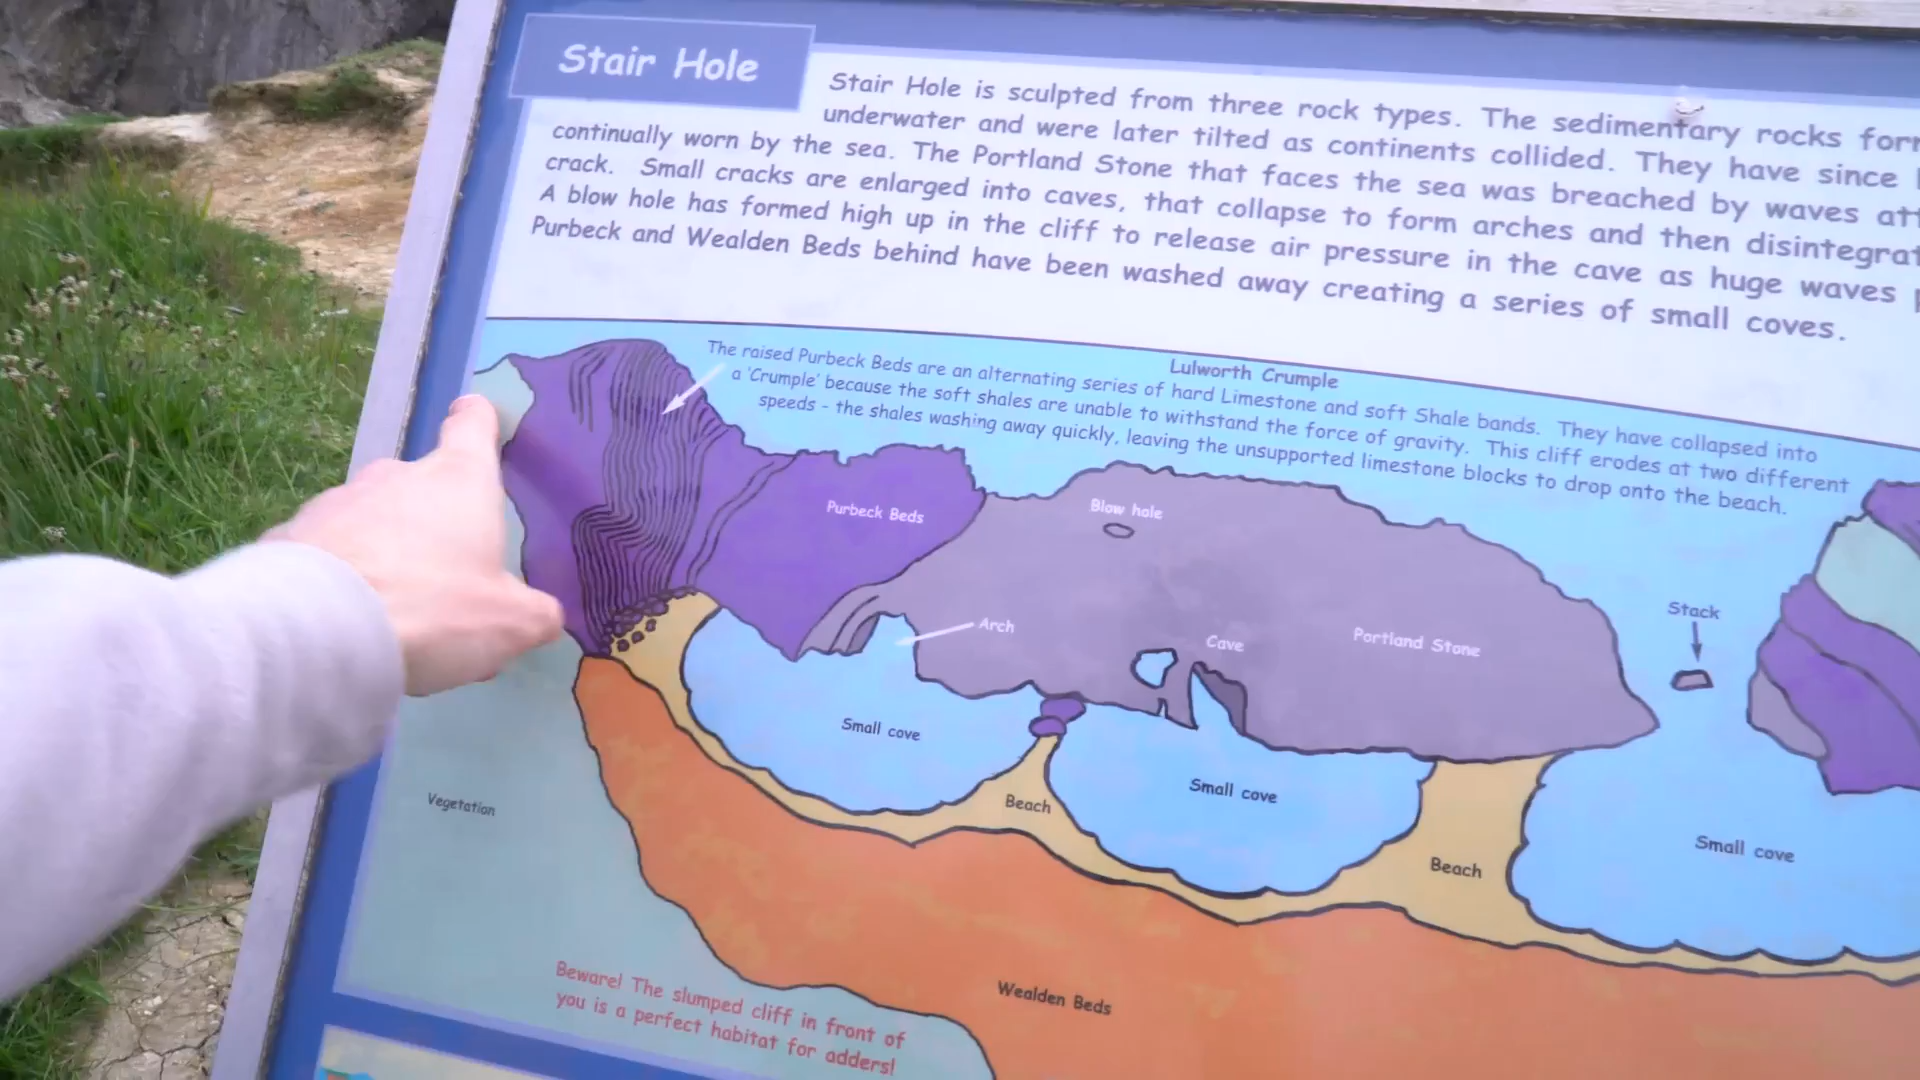 Stair Hole
Stair Hole is sculpted from three rock types. The sedimentary rocks
underwater and were later tilted as continents collided. They have since
continually worn by the sea. The Portland Stone that faces the sea was breached by waves
crack. Small cracks are enlarged into caves, that collapse to form arches and then
A blow hole has formed high up in the cliff to release air pressure in the cave as huge waves
Purbeck and Wealden Beds behind have been washed away creating a series of small coves.
Lulworth Crumple
The raised Purbeck Beds are an alternating series of hard Limestone and soft Shale bands. They have collapsed into
a 'Crumple' because the soft shales are unable to withstand the force of gravity. This cliff erodes at two different
speeds - the shales washing away quickly, leaving the unsupported limestone blocks to drop onto the beach.
Purbeck Beds
Blow hole
Stack
Arch
Cave
Portland Stone
Small cove
Small cove
Small cove
Vegetation
Beach
Beach
Wealden Beds
Beware! The slumped cliff in front of
you is a perfect habitat for adders!